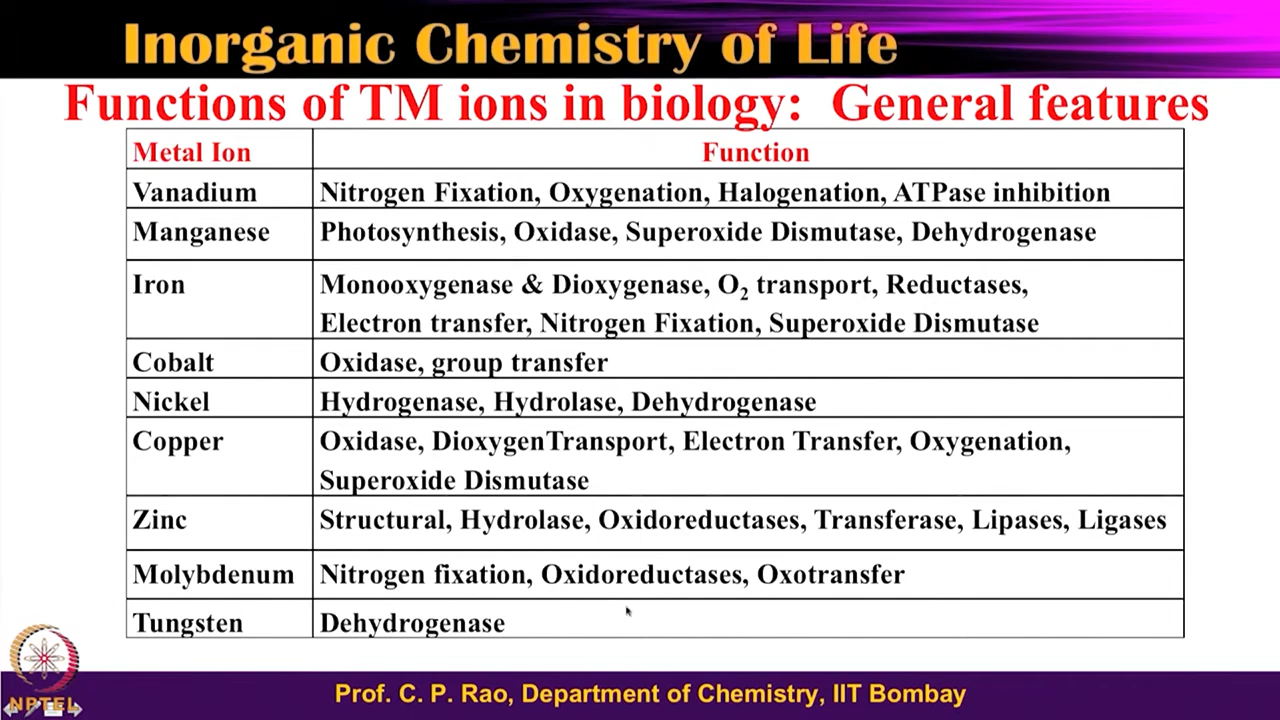 Inorganic Chemistry of Life
Functions of TM ions in biology: General features
Metal Ion Function
Vanadium Nitrogen Fixation, Oxygenation, Halogenation, ATPase inhibition
Manganese Photosynthesis, Oxidase, Superoxide Dismutase, Dehydrogenase
Iron Monooxygenase & Dioxygenase, O₂ transport, Reductases,
Electron transfer, Nitrogen Fixation, Superoxide Dismutase
Cobalt Oxidase, group transfer
Nickel Hydrogenase, Hydrolase, Dehydrogenase
Copper Oxidase, DioxygenTransport, Electron Transfer, Oxygenation,
Superoxide Dismutase
Zinc Structural, Hydrolase, Oxidoreductases, Transferase, Lipases, Ligases
Molybdenum Nitrogen fixation, Oxidoreductases, Oxotransfer
Tungsten Dehydrogenase
NPTEL
Prof. C. P. Rao, Department of Chemistry, IIT Bombay